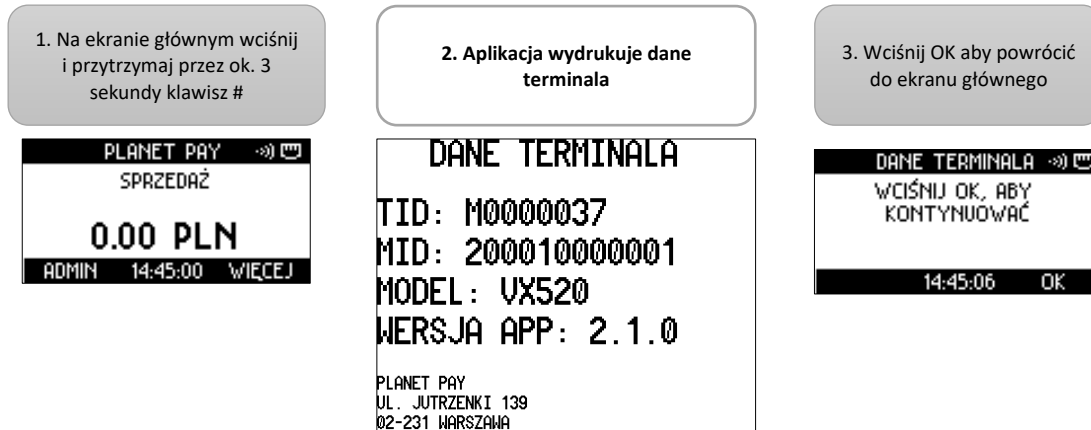 1. Na ekranie głównym wciśnij
i przytrzymaj przez ok. 3
sekundy klawisz #
PLANET PAY
SPRZEDAŻ
0.00 PLN
ADMIN 14:45:00 WIĘCEJ
2. Aplikacja wydrukuje dane
terminala
DANE TERMINALA
TID: M0000037
MID: 200010000001
MODEL: VX520
WERSJA APP: 2.1.0
PLANET PAY
UL. JUTRZENKI 139
02-231 WARSZAWA
3. Wciśnij OK aby powrócić
do ekranu głównego
DANE TERMINALA
WCIŚNIJ OK, ABY
KONTYNUOWAĆ
14:45:06 OK